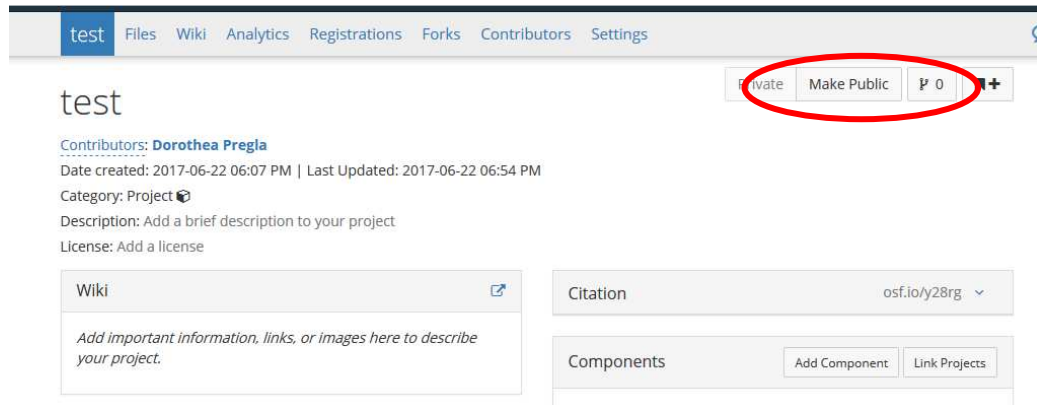 test Files Wiki Analytics Registrations Forks Contributors Settings
Private Make Public 0
test
Contributors: Dorothea Pregla
Date created: 2017-06-22 06:07 PM | Last Updated: 2017-06-22 06:54 PM
Category: Project
Description: Add a brief description to your project
License: Add a license
Wiki
Citation osf.io/y28rg
Add important information, links, or images here to describe
your project.
Components Add Component Link Projects